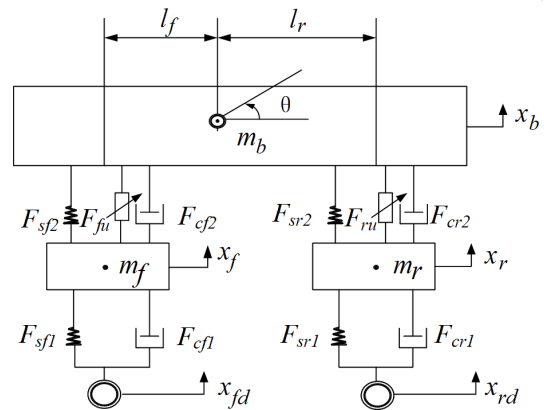 l_f l_r
θ
m_b x_b
F_sf2 F_fu F_cf2 F_sr2 F_ru F_cr2
m_f x_f m_r x_r
F_sf1 F_cf1 F_sr1 F_cr1
x_fd x_rd